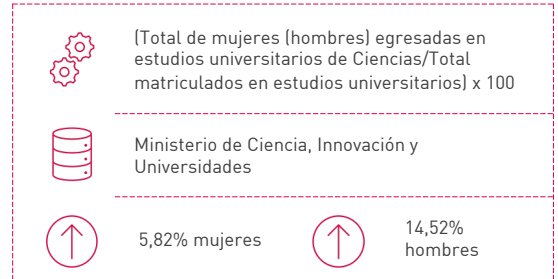 (Total de mujeres (hombres) egresadas en
estudios universitarios de Ciencias/Total
matriculados en estudios universitarios) x 100
Ministerio de Ciencia, Innovación y
Universidades
5,82% mujeres
14,52%
hombres